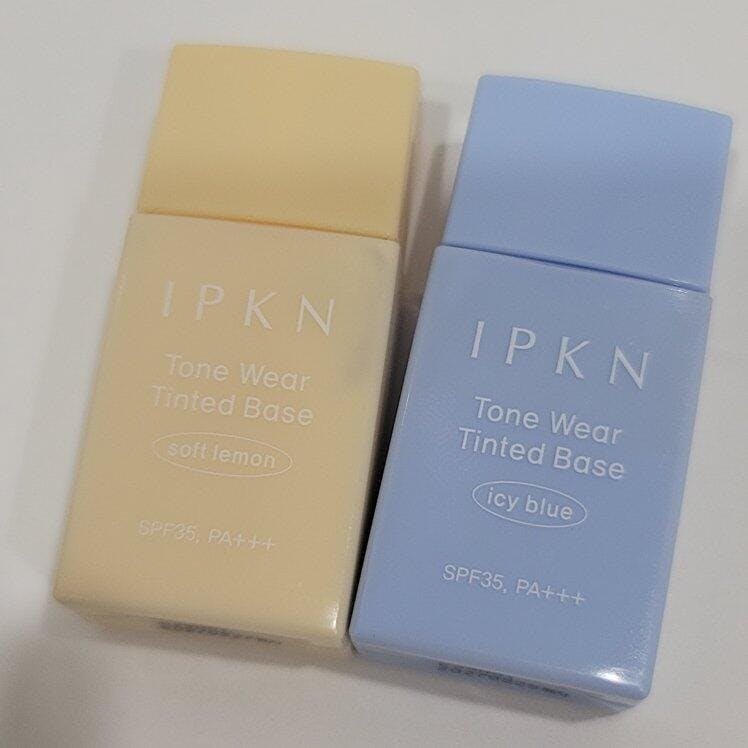 IPKN
Tone Wear
Tinted Base
soft lemon
SPF35, PA+++
IPKN
Tone Wear
Tinted Base
icy blue
SPF35, PA+++